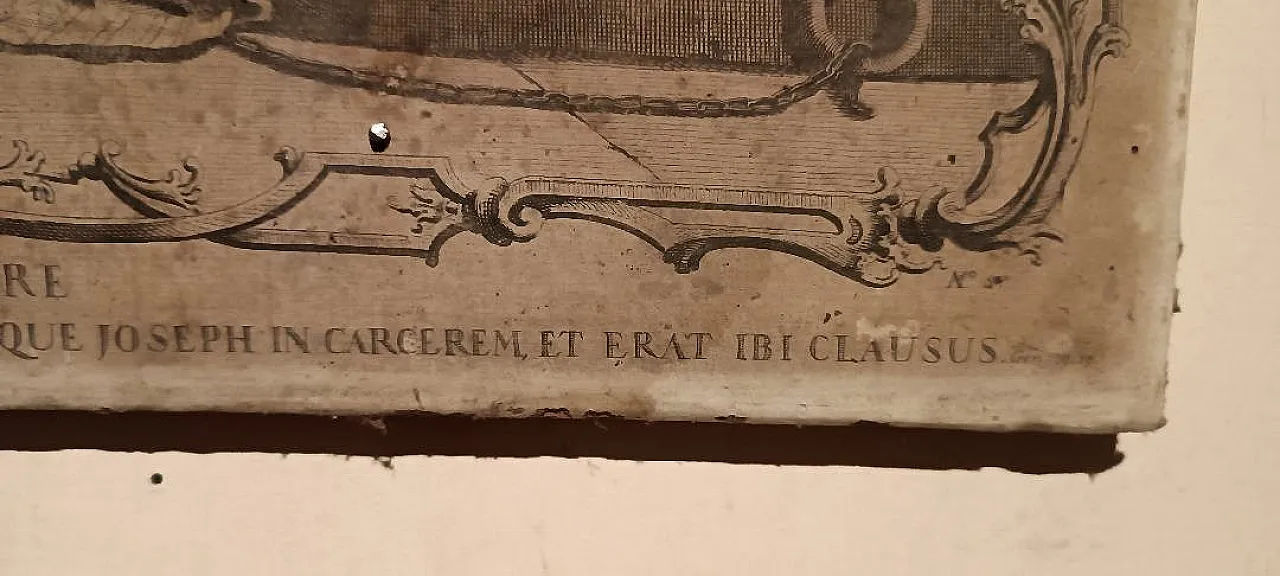 N.º
RE
QUE JOSEPH IN CARCEREM, ET ERAT IBI CLAUSUS.